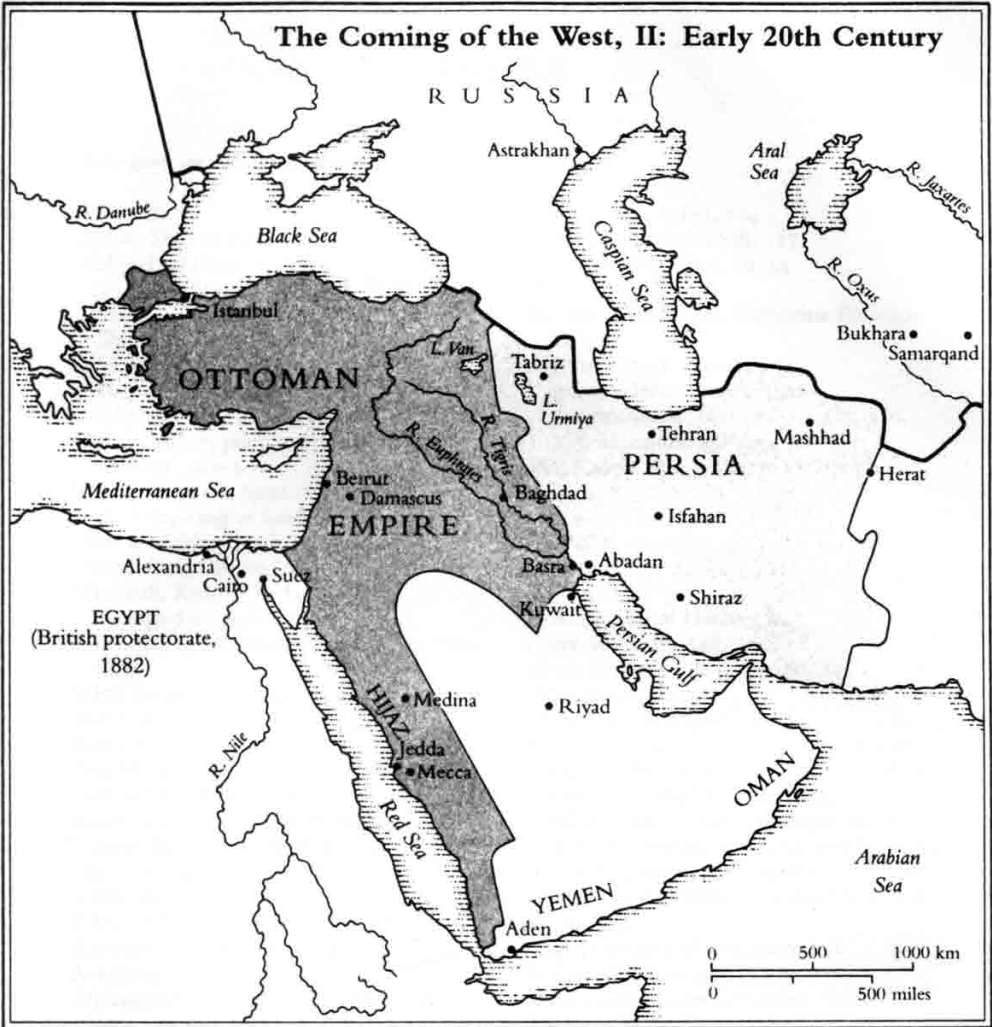 The Coming of the West, II: Early 20th Century
RUSSIA
Astrakhan
Aral
Sea
R. Jaxartes
R. Danube
Black Sea
Caspian Sea
R. Oxus
Istanbul
Bukhara
Samarqand
L. Van
Tabriz
OTTOMAN
L.
Urmiya
R. Tigris
R. Euphrates
Tehran
Mashhad
PERSIA
Herat
Mediterranean Sea
Beirut
Damascus
Baghdad
EMPIRE
Isfahan
Alexandria
Cairo
Suez
Basra
Abadan
Kuwait
Shiraz
EGYPT
(British protectorate,
1882)
Persian Gulf
HIJAZ
Medina
Riyad
R. Nile
Jedda
Mecca
OMAN
Red Sea
Arabian
Sea
YEMEN
Aden
0 500 1000 km
0 500 miles